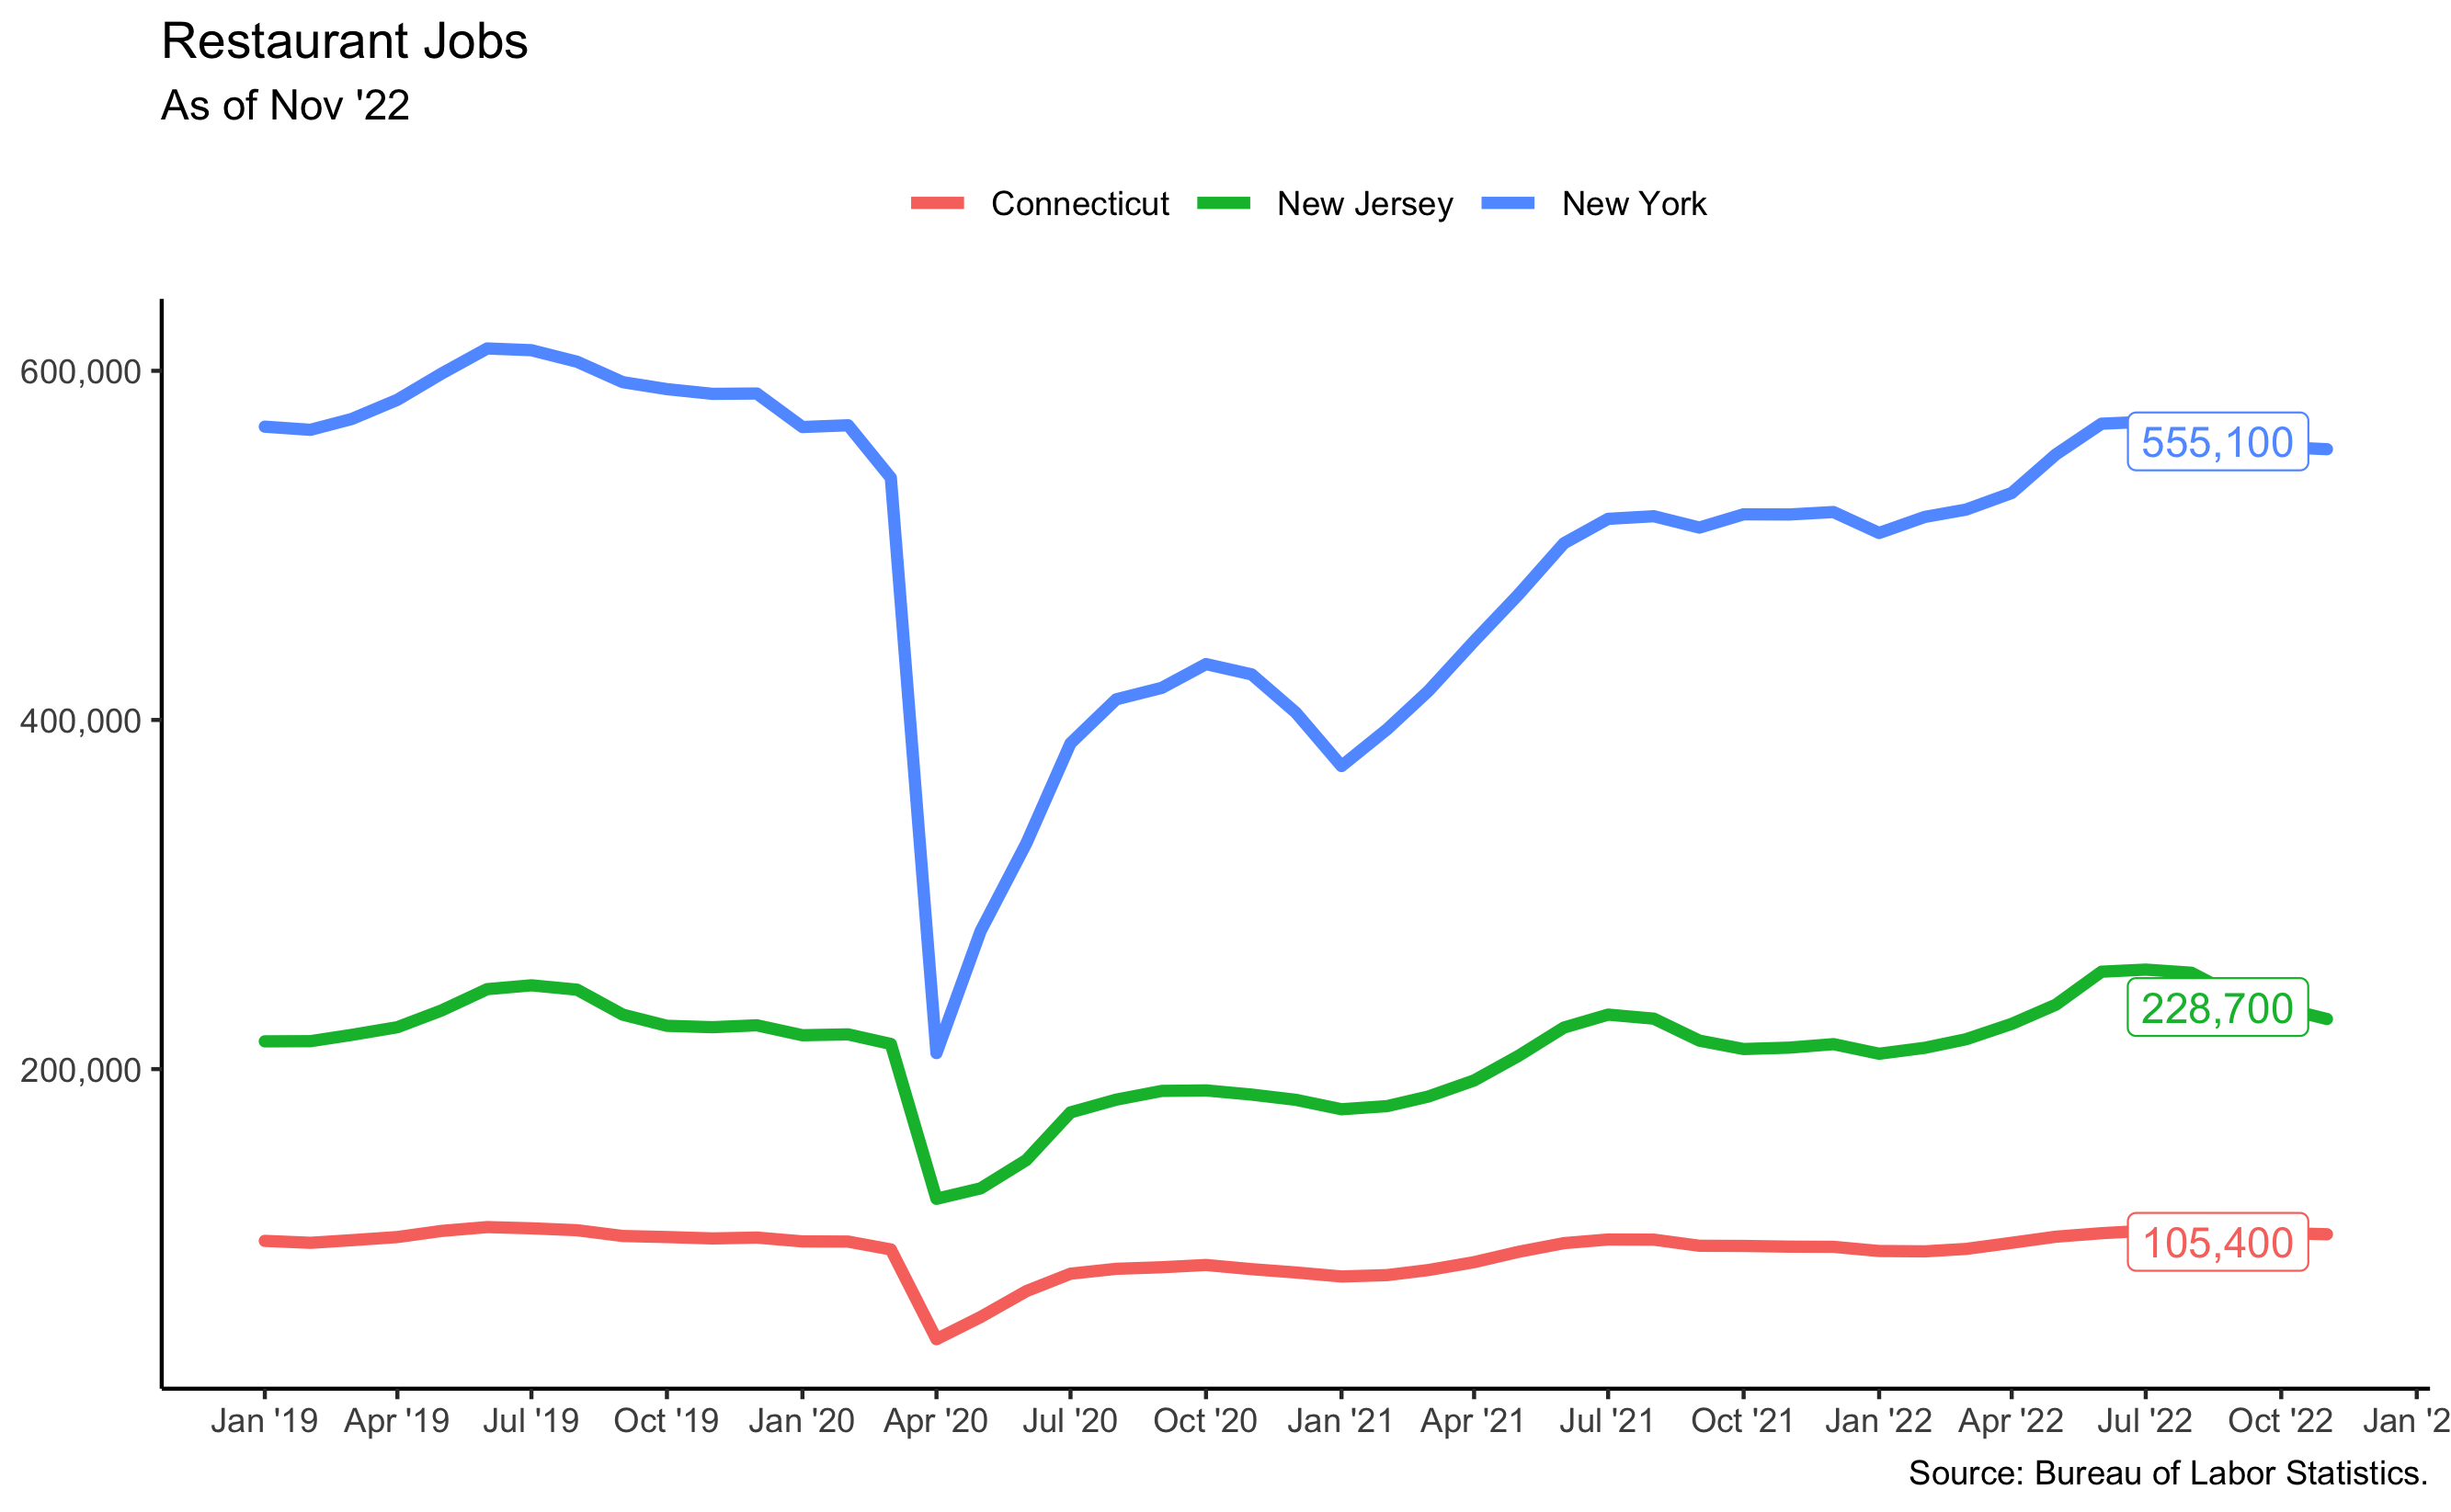 Restaurant Jobs
As of Nov '22
Connecticut New Jersey New York
600,000
400,000
200,000
555,100
228,700
105,400
Jan '19 Apr '19 Jul '19 Oct '19 Jan '20 Apr '20 Jul '20 Oct '20 Jan '21 Apr '21 Jul '21 Oct '21 Jan '22 Apr '22 Jul '22 Oct '22 Jan '2
Source: Bureau of Labor Statistics.